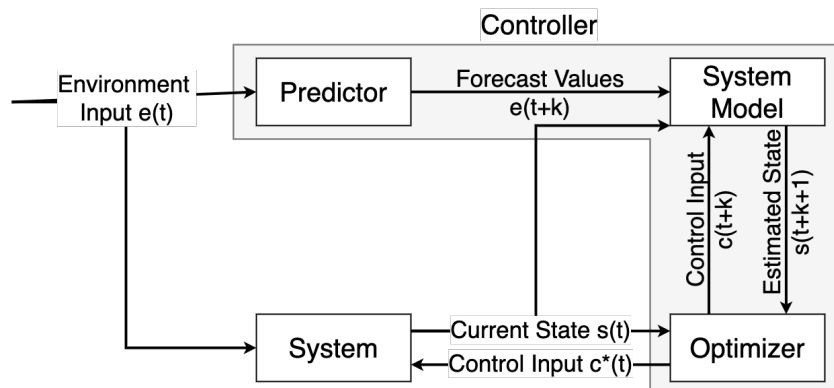 Controller
Environment
Input e(t)
Predictor
Forecast Values
e(t+k)
System
Model
Control Input
c(t+k)
Estimated State
s(t+k+1)
System
Current State s(t)
Control Input c*(t)
Optimizer